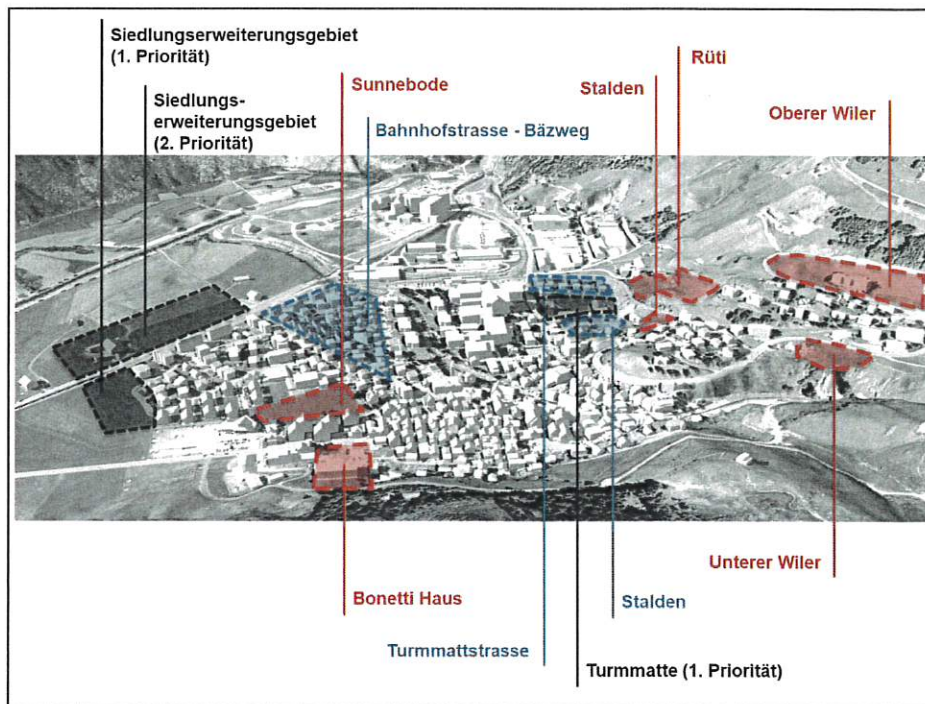 Siedlungserweiterungsgebiet
(1. Priorität)
Siedlungs-
erweiterungsgebiet
(2. Priorität)
Sunnebode
Bahnhofstrasse - Bäzweg
Stalden
Rüti
Oberer Wiler
Unterer Wiler
Stalden
Bonetti Haus
Turmmattstrasse
Turmmatte (1. Priorität)